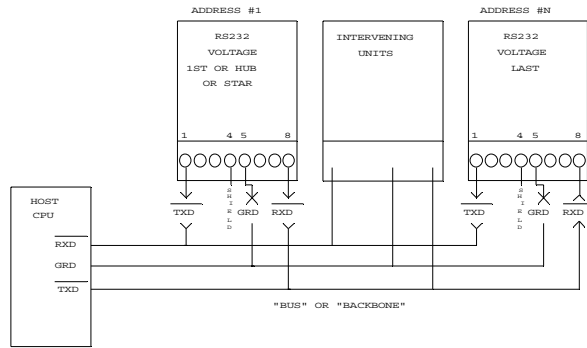 ADDRESS #1
ADDRESS #N
RS232
VOLTAGE
1ST OR HUB
OR STAR
INTERVENING
UNITS
RS232
VOLTAGE
LAST
1 4 5 8
1 4 5 8
HOST
CPU
TXD
SHIELD
GRD
RXD
TXD
SHIELD
GRD
RXD
RXD
GRD
TXD
"BUS" OR "BACKBONE"